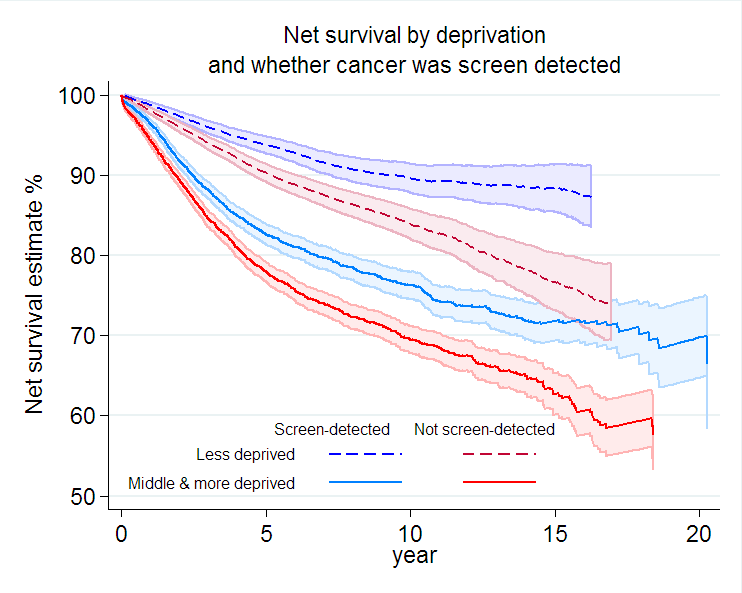 Net survival by deprivation
and whether cancer was screen detected
Net survival estimate %
100
90
80
70
60
50
Screen-detected Not screen-detected
Less deprived
Middle & more deprived
0 5 10 15 20
year